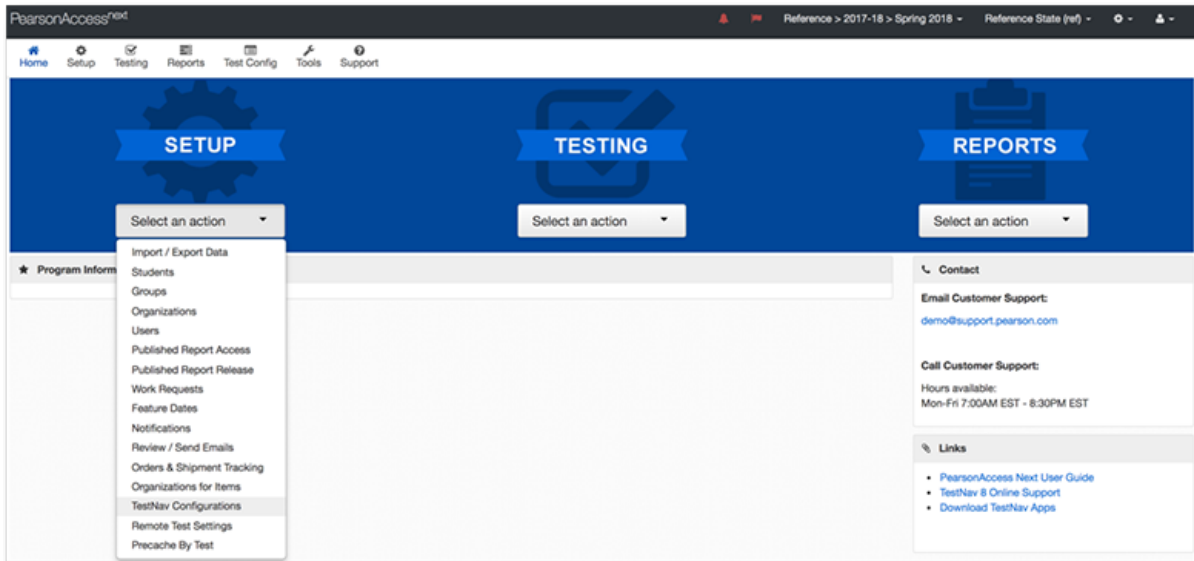 PearsonAccessnext
Reference > 2017-18 > Spring 2018
Reference State (ref)
Home
Setup
Testing
Reports
Test Config
Tools
Support
SETUP
TESTING
REPORTS
Select an action
Select an action
Select an action
Import / Export Data
Students
Groups
Organizations
Users
Published Report Access
Published Report Release
Work Requests
Feature Dates
Notifications
Review / Send Emails
Orders & Shipment Tracking
Organizations for Items
TestNav Configurations
Remote Test Settings
Precache By Test
Program Inform
Contact
Email Customer Support:
demo@support.pearson.com
Call Customer Support:
Hours available:
Mon-Fri 7:00AM EST - 8:30PM EST
Links
PearsonAccess Next User Guide
TestNav 8 Online Support
Download TestNav Apps